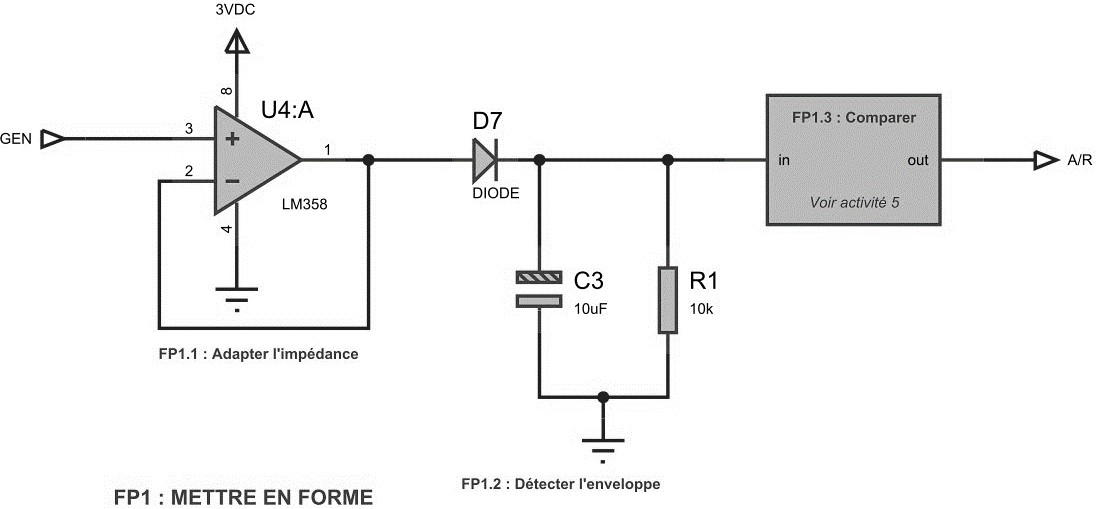 3VDC
8
U4:A
GEN
3
+
1
2
−
LM358
4
FP1.1 : Adapter l'impédance
D7
DIODE
C3
10uF
R1
10k
FP1.2 : Détecter l'enveloppe
FP1.3 : Comparer
in
out
Voir activité 5
A/R
FP1 : METTRE EN FORME